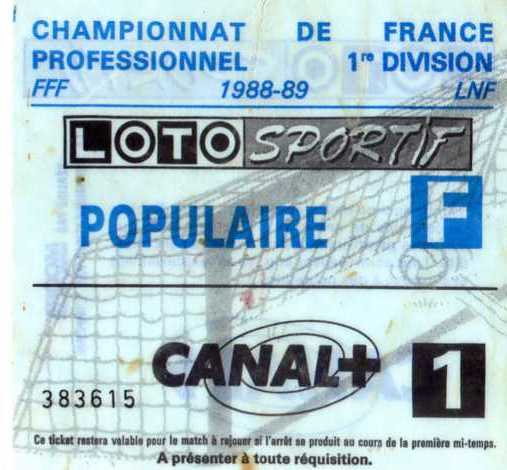 CHAMPIONNAT DE FRANCE
PROFESSIONNEL 1re DIVISION
FFF 1988-89 LNF
LOTO SPORTIF
POPULAIRE F
CANAL+ 1
383615
Ce ticket restera valable pour le match à rejouer si l'arrêt se produit au cours de la première mi-temps.
A présenter à toute réquisition.